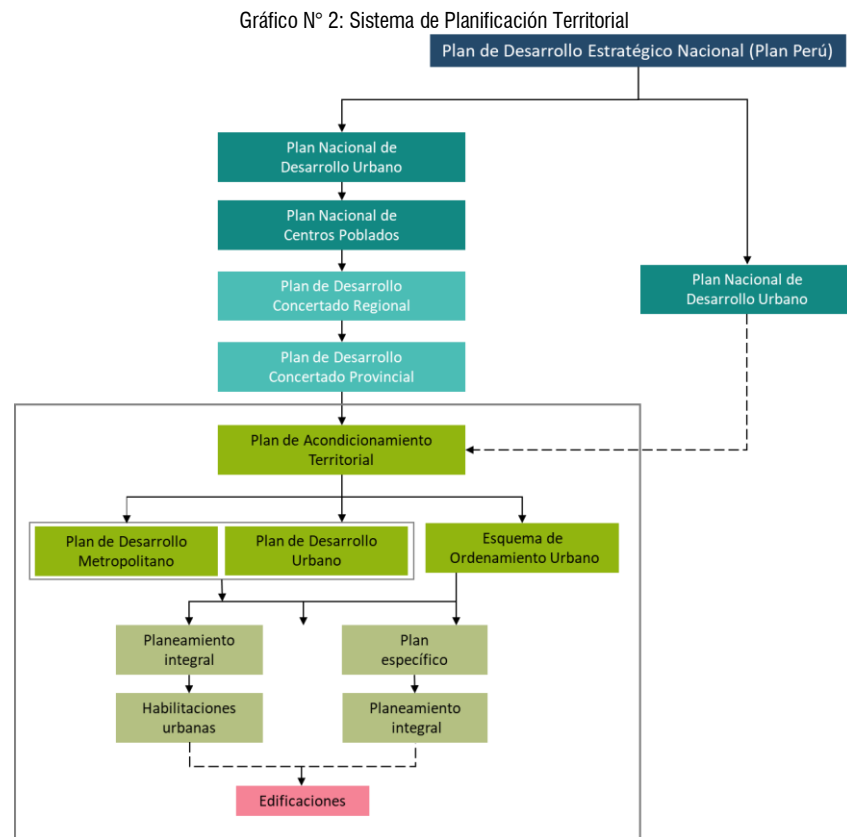 Gráfico N° 2: Sistema de Planificación Territorial
Plan de Desarrollo Estratégico Nacional (Plan Perú)
Plan Nacional de
Desarrollo Urbano
Plan Nacional de
Centros Poblados
Plan de Desarrollo
Concertado Regional
Plan Nacional de
Desarrollo Urbano
Plan de Desarrollo
Concertado Provincial
Plan de Acondicionamiento
Territorial
Plan de Desarrollo
Metropolitano
Plan de Desarrollo
Urbano
Esquema de
Ordenamiento Urbano
Planeamiento
integral
Plan
específico
Habilitaciones
urbanas
Planeamiento
integral
Edificaciones